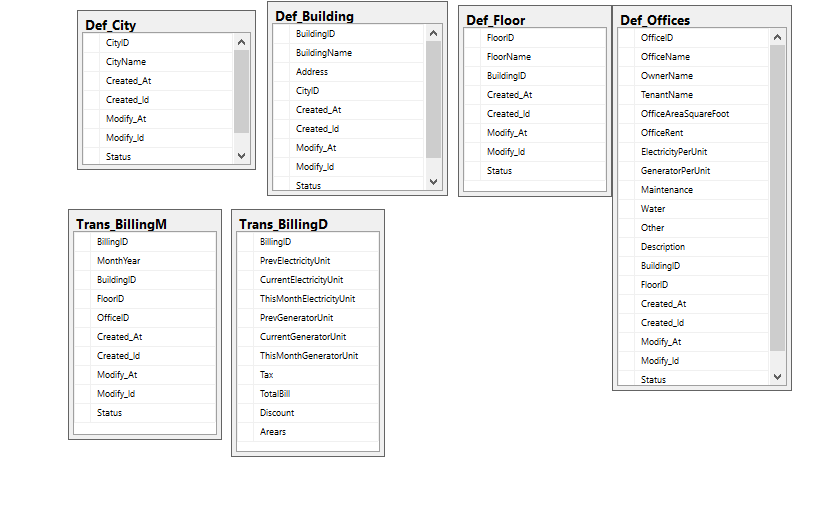 Def_City
CityID
CityName
Created_At
Created_Id
Modify_At
Modify_Id
Status
Def_Building
BuildingID
BuildingName
Address
CityID
Created_At
Created_Id
Modify_At
Modify_Id
Status
Def_Floor
FloorID
FloorName
BuildingID
Created_At
Created_Id
Modify_At
Modify_Id
Status
Def_Offices
OfficeID
OfficeName
OwnerName
TenantName
OfficeAreaSquareFoot
OfficeRent
ElectricityPerUnit
GeneratorPerUnit
Maintenance
Water
Other
Description
BuildingID
FloorID
Created_At
Created_Id
Modify_At
Modify_Id
Status
Trans_BillingM
BillingID
MonthYear
BuildingID
FloorID
OfficeID
Created_At
Created_Id
Modify_At
Modify_Id
Status
Trans_BillingD
BillingID
PrevElectricityUnit
CurrentElectricityUnit
ThisMonthElectricityUnit
PrevGeneratorUnit
CurrentGeneratorUnit
ThisMonthGeneratorUnit
Tax
TotalBill
Discount
Arears